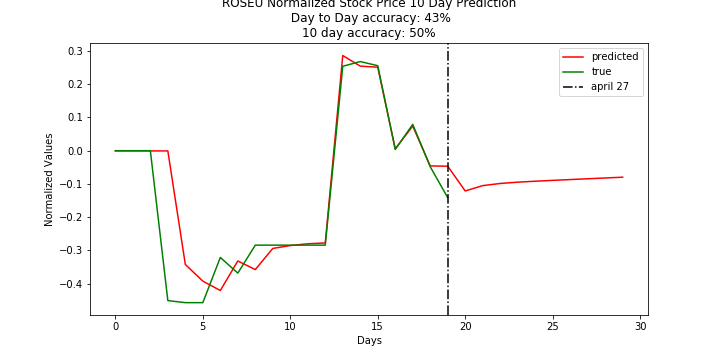 ROSEU Normalized Stock Price 10 Day Prediction
Day to Day accuracy: 43%
10 day accuracy: 50%
0.3
0.2
0.1
0.0
−0.1
−0.2
−0.3
−0.4
Normalized Values
predicted
true
april 27
0
5
10
15
20
25
30
Days